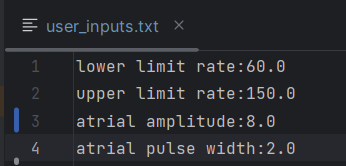 user_inputs.txt
1 lower limit rate:60.0
2 upper limit rate:150.0
3 atrial amplitude:8.0
4 atrial pulse width:2.0